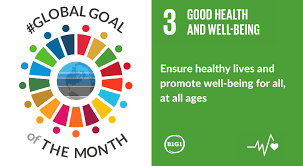 #GLOBAL GOAL
of THE MONTH
3 GOOD HEALTH
AND WELL-BEING
Ensure healthy lives and
promote well-being for all,
at all ages
B1G1